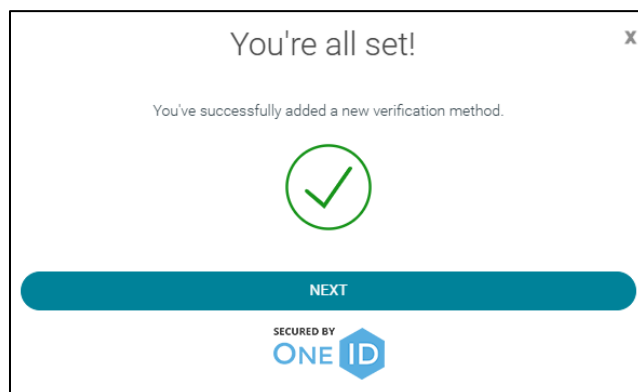 You're all set!
X
You've successfully added a new verification method.
NEXT
SECURED BY
ONE ID